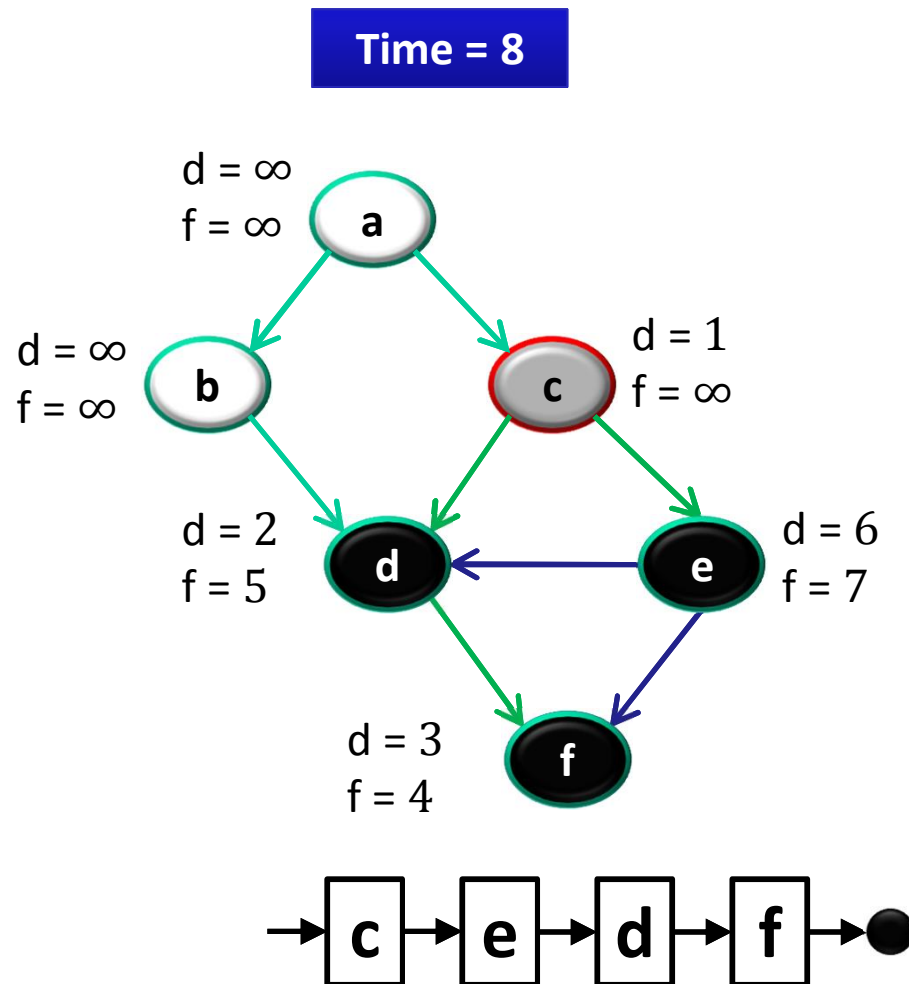 Time = 8
d = ∞
f = ∞
a
d = ∞
f = ∞
b
c
d = 1
f = ∞
d = 2
f = 5
d
e
d = 6
f = 7
d = 3
f = 4
f
c e d f